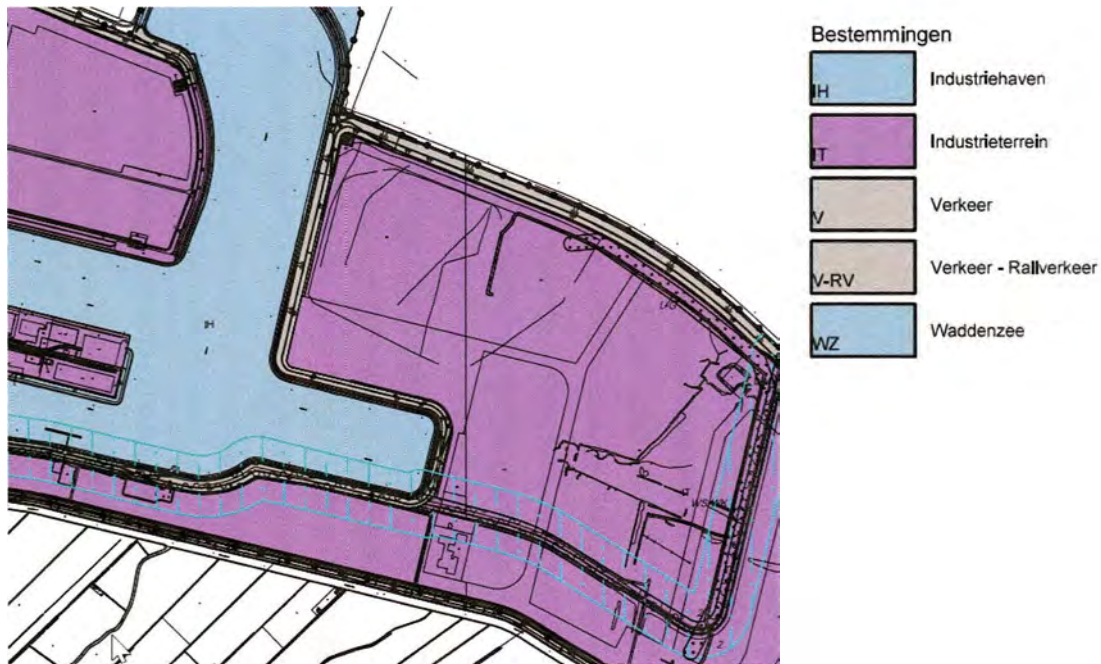 Bestemmingen
IH Industriehaven
IT Industrieterrein
V Verkeer
V-RV Verkeer - Railverkeer
WZ Waddenzee
IH